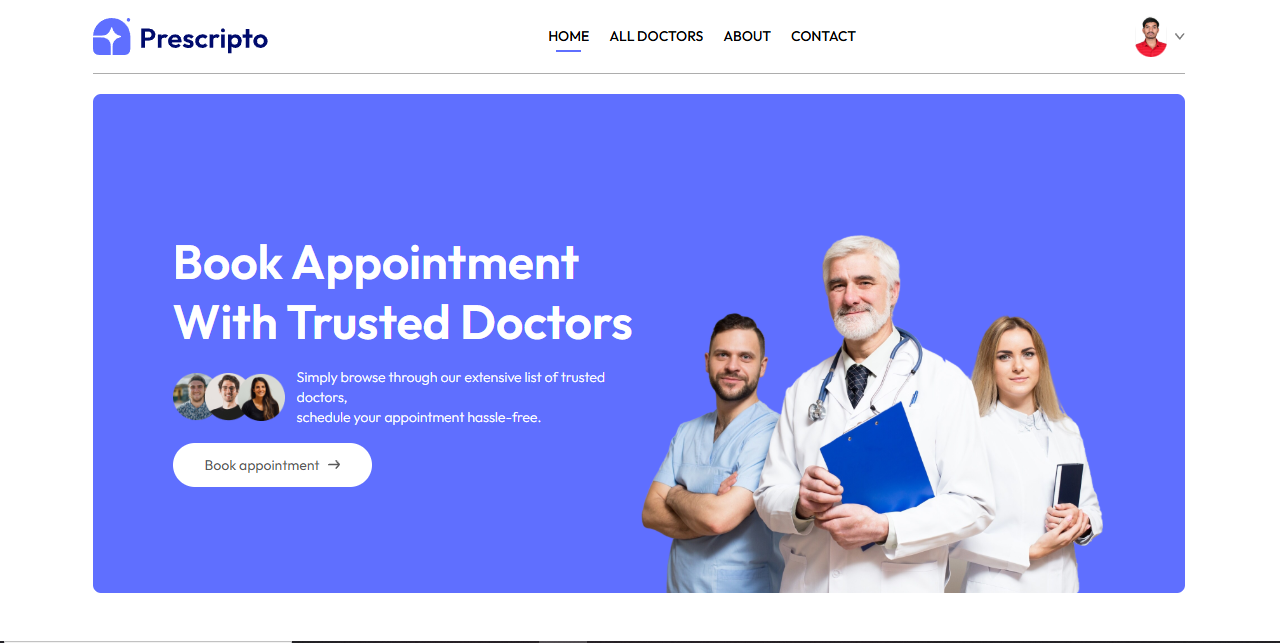 Prescripto
HOME
ALL DOCTORS
ABOUT
CONTACT
Book Appointment
With Trusted Doctors
Simply browse through our extensive list of trusted
doctors,
schedule your appointment hassle-free.
Book appointment →